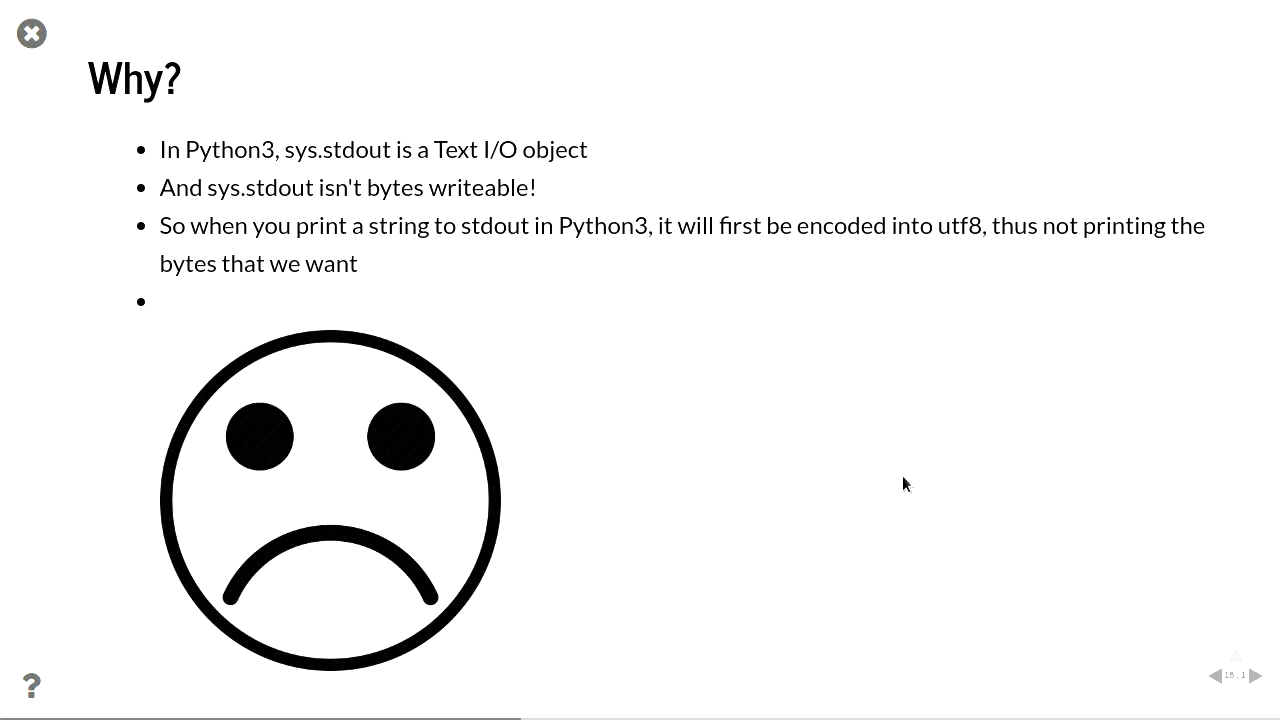 Why?
In Python3, sys.stdout is a Text I/O object
And sys.stdout isn't bytes writeable!
So when you print a string to stdout in Python3, it will first be encoded into utf8, thus not printing the
bytes that we want
?